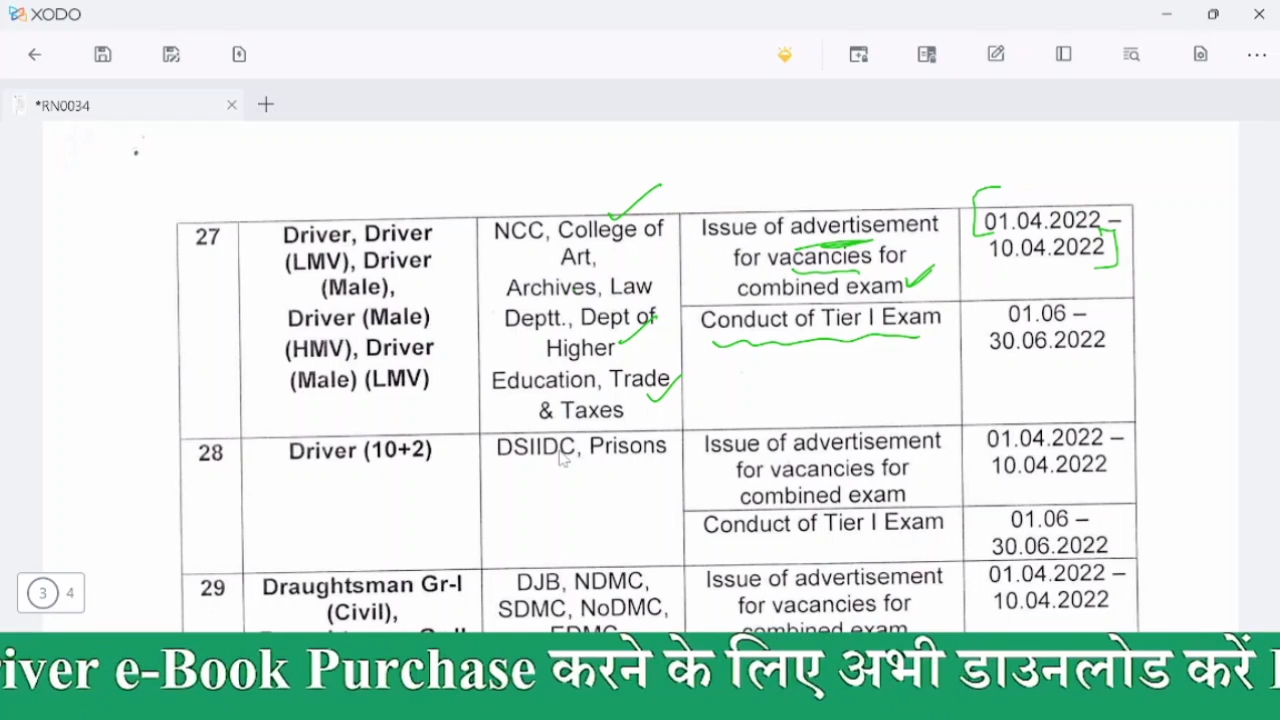 XODO
*RN0034
27
Driver, Driver
(LMV), Driver
(Male),
Driver (Male)
(HMV), Driver
(Male) (LMV)
NCC, College of
Art,
Archives, Law
Deptt., Dept of
Higher
Education, Trade
& Taxes
Issue of advertisement
for vacancies for
combined exam
01.04.2022 –
10.04.2022
Conduct of Tier I Exam
01.06 –
30.06.2022
28
Driver (10+2)
DSIIDC, Prisons
Issue of advertisement
for vacancies for
combined exam
01.04.2022 –
10.04.2022
Conduct of Tier I Exam
01.06 –
30.06.2022
29
Draughtsman Gr-I
(Civil),
DJB, NDMC,
SDMC, NoDMC,
EDMC
Issue of advertisement
for vacancies for
combined exam
01.04.2022 –
10.04.2022
3 4
river e-Book Purchase करने के लिए अभी डाउनलोड करें